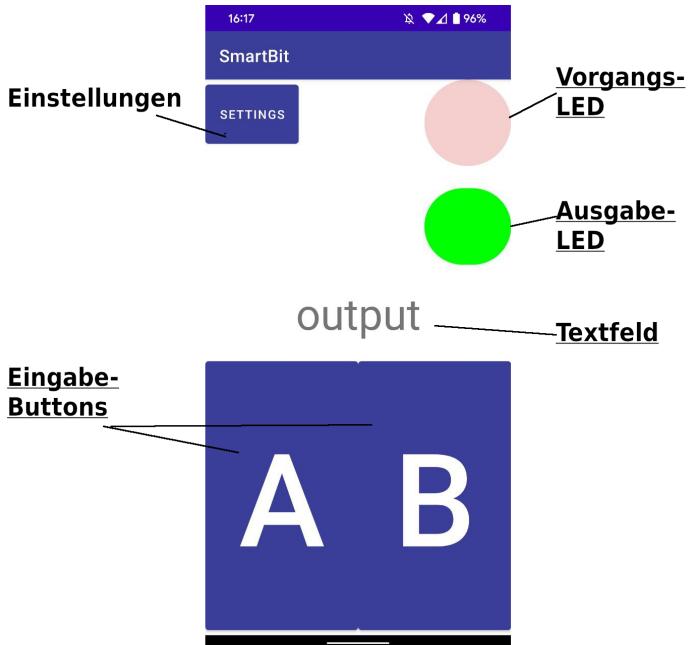 16:17 96%
SmartBit
Einstellungen
SETTINGS
Vorgangs-
LED
Ausgabe-
LED
output
Textfeld
Eingabe-
Buttons
A B